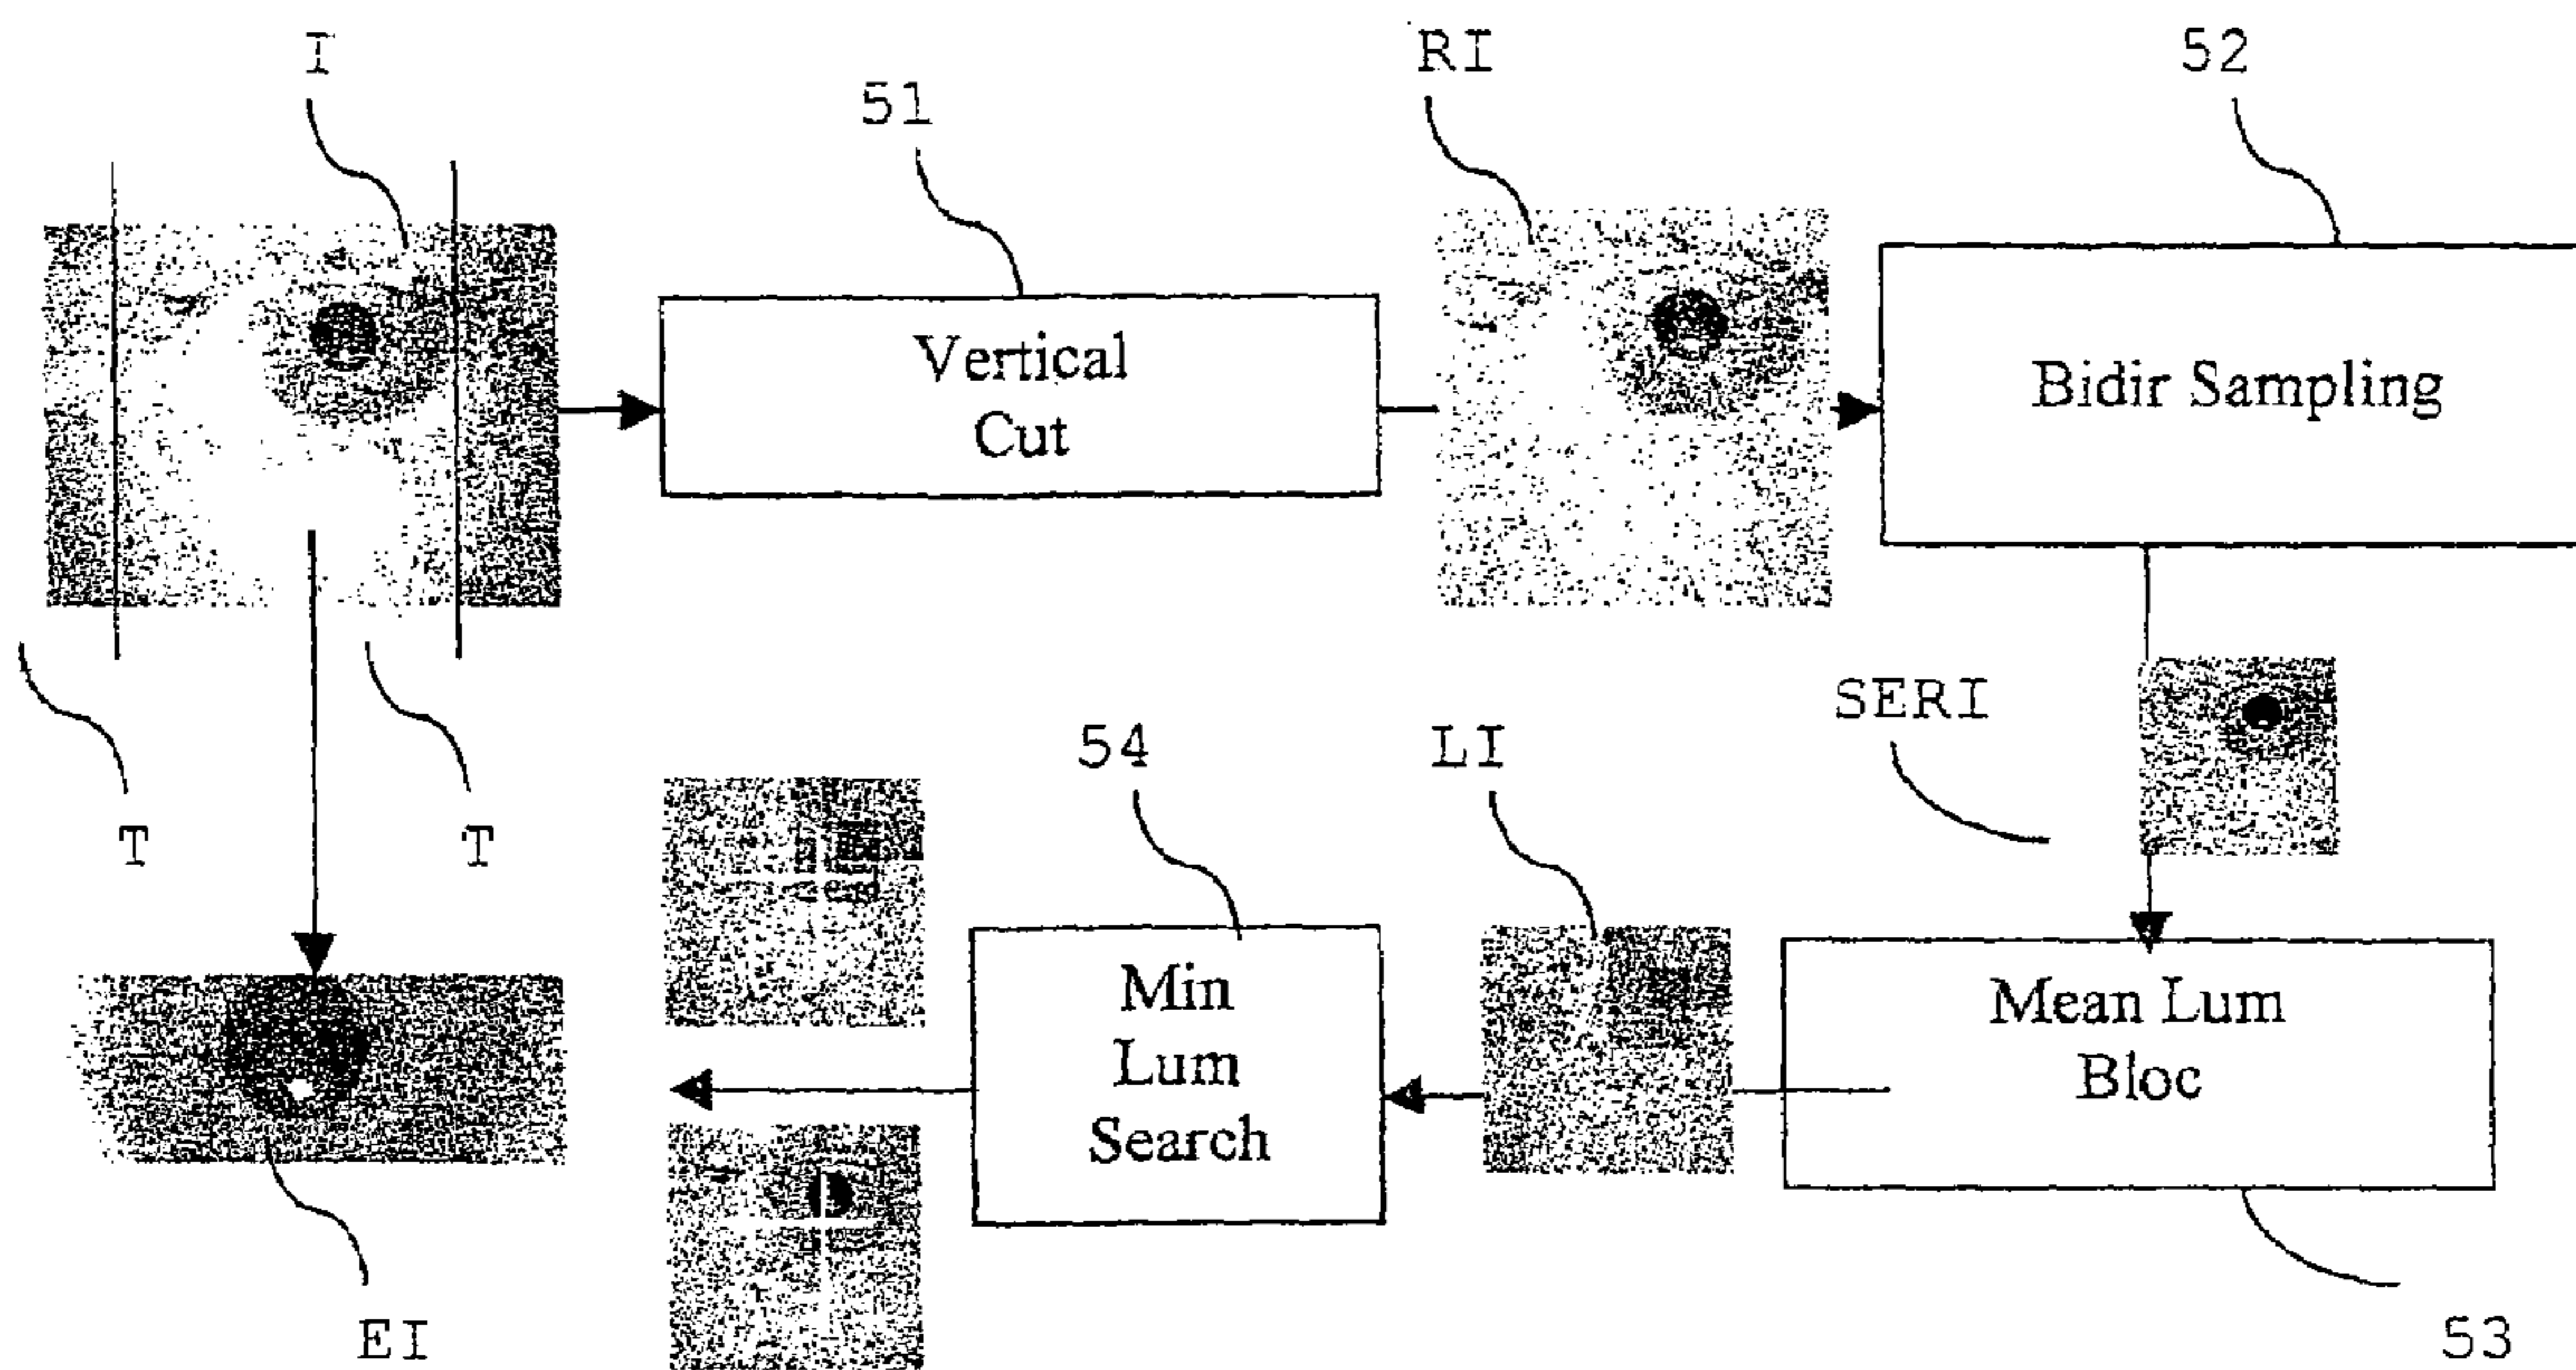 I
51
RI
52
Vertical
Cut
Bidir Sampling
T
T
54
LI
SERI
Min
Lum
Search
Mean Lum
Bloc
EI
53